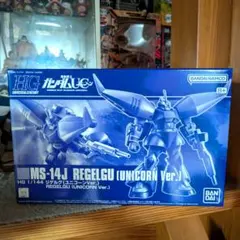 HG
ガンダムUC
BANDAI NAMCO
MS-14J REGELGU (UNICORN Ver.)
HG 1/144 リゲルグ(ユニコーンVer.)
REGELGU (UNICORN Ver.)
BANDAI